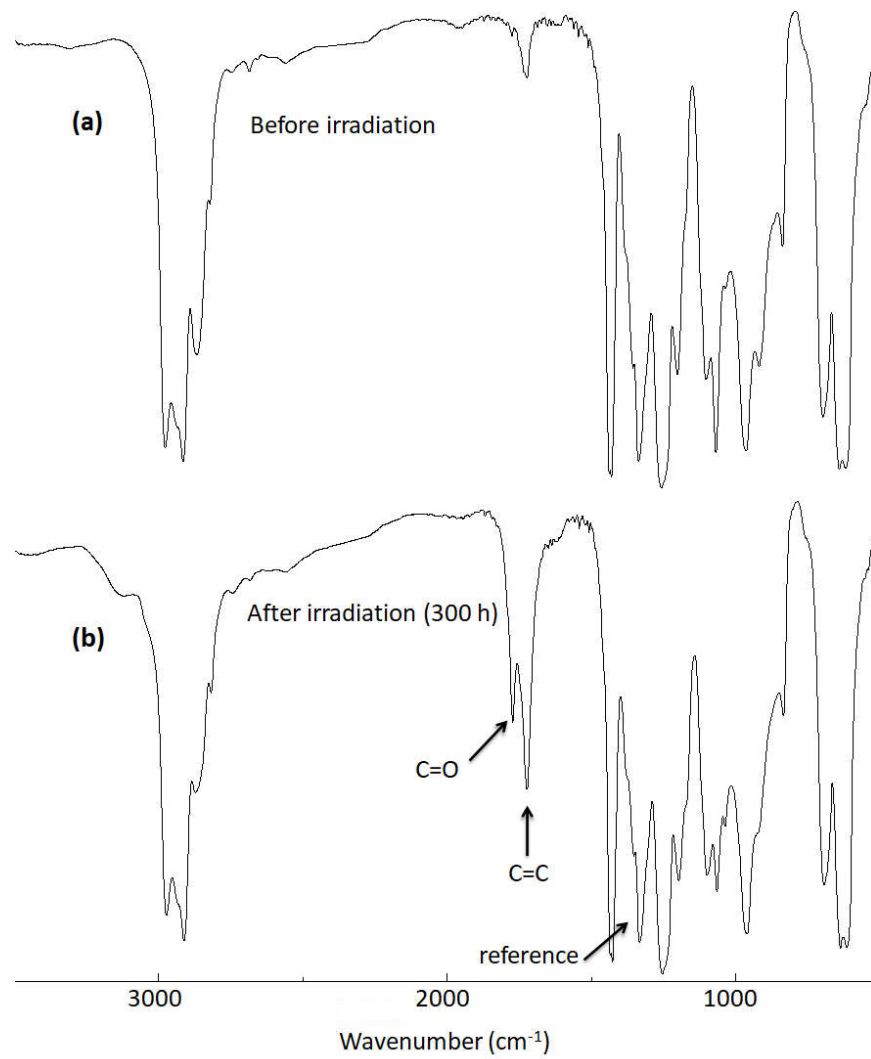 (a)
Before irradiation
After irradiation (300 h)
(b)
C=O
C=C
reference
3000 2000 1000
Wavenumber (cm-1)